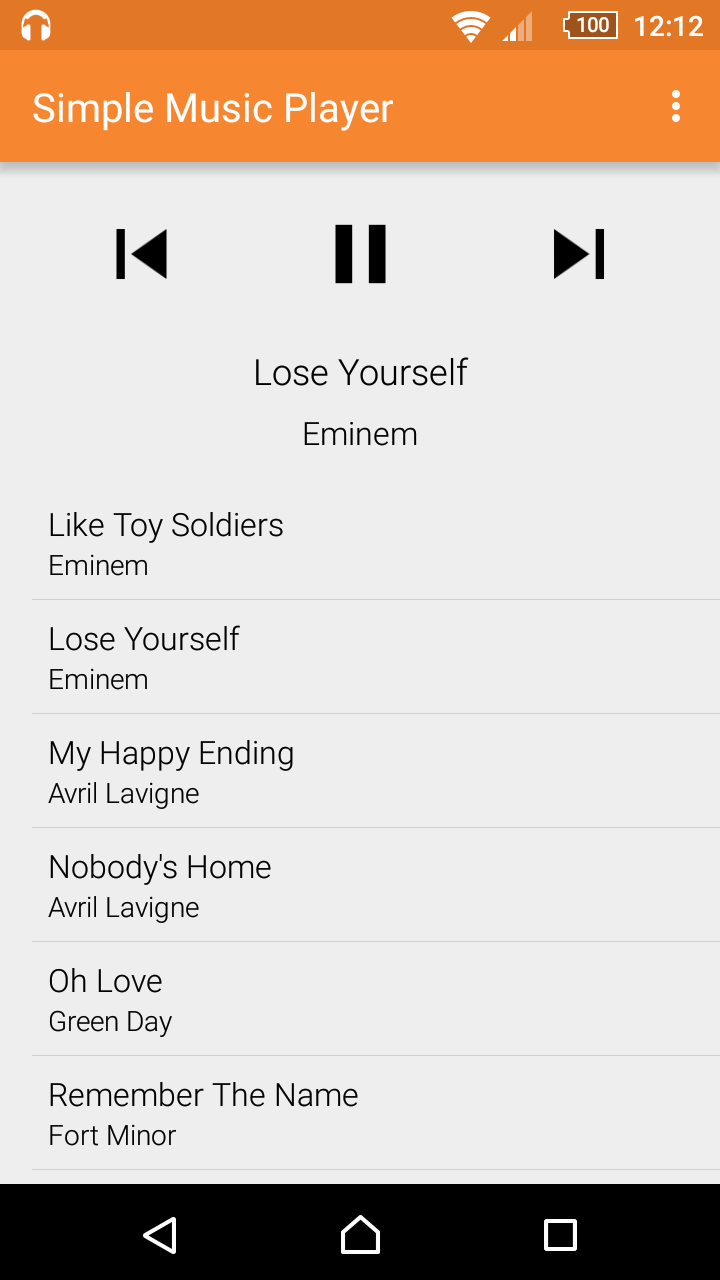 100 12:12
Simple Music Player
Lose Yourself
Eminem
Like Toy Soldiers
Eminem
Lose Yourself
Eminem
My Happy Ending
Avril Lavigne
Nobody's Home
Avril Lavigne
Oh Love
Green Day
Remember The Name
Fort Minor